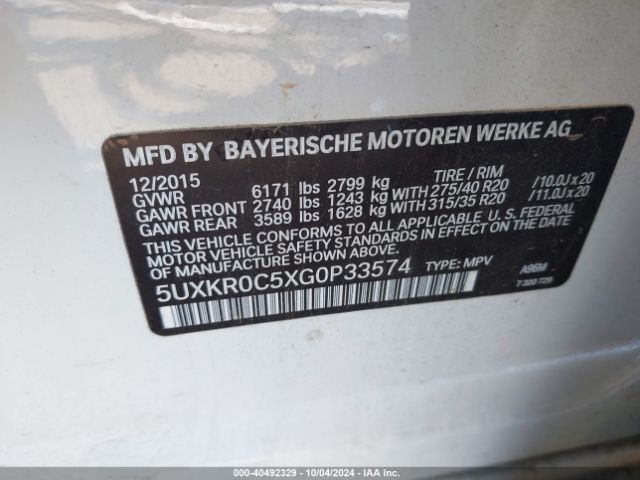 MFD BY BAYERISCHE MOTOREN WERKE AG
12/2015 TIRE / RIM
GVWR 6171 lbs 2799 kg
GAWR FRONT 2740 lbs 1243 kg WITH 275/40 R20 /10.0J x 20
GAWR REAR 3589 lbs 1628 kg WITH 315/35 R20 /11.0J x 20
THIS VEHICLE CONFORMS TO ALL APPLICABLE U. S. FEDERAL
MOTOR VEHICLE SAFETY STANDARDS IN EFFECT ON THE DATE
OF MANUFACTURE SHOWN ABOVE.
5UXKR0C5XG0P33574 TYPE: MPV A96M
7 320 729
000-40492329 - 10/04/2024 - IAA Inc.